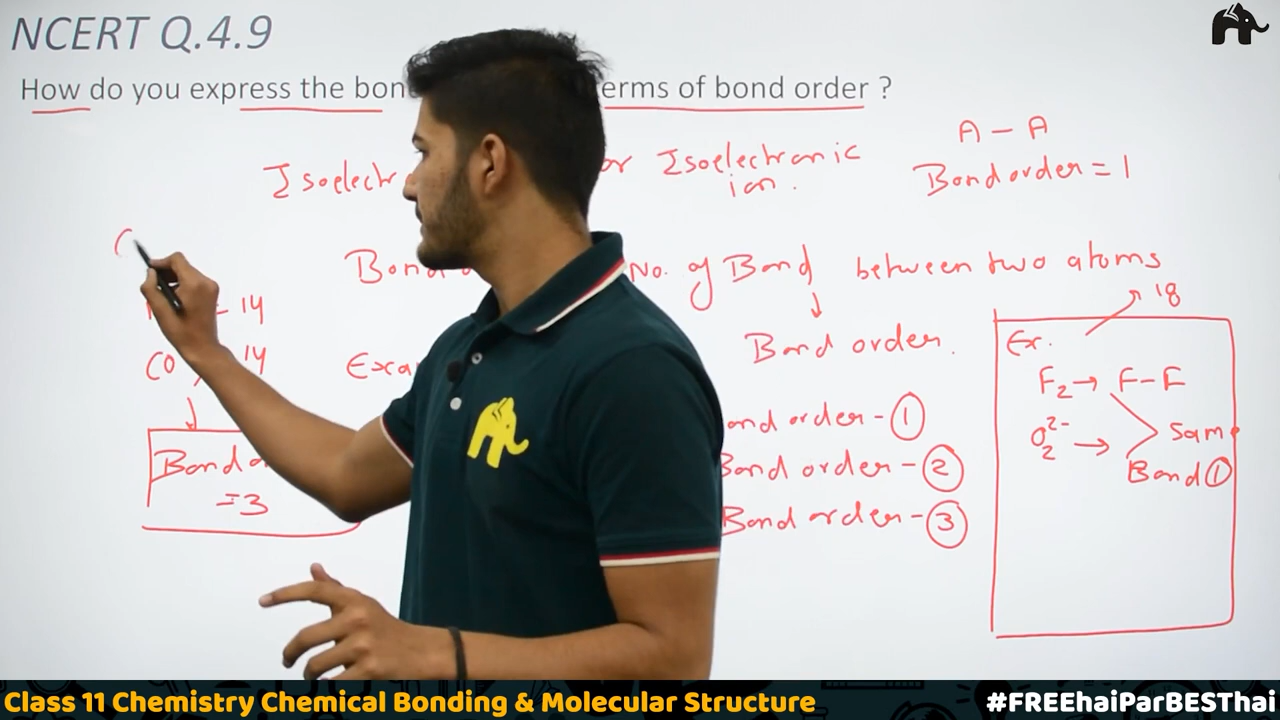 NCERT Q.4.9
How do you express the bon erms of bond order ?
A - A
Isoelectr or Isoelectronic
ion.
Bond order = 1
Bond No. of Bond between two atoms
18
- 14
Bond order.
Ex.
CO 14
Exa
F2 → F-F
ond order - 1
O2 2- → Same
Bond
Bond order - 2
Bond 1
= 3
Bond order - 3
Class 11 Chemistry Chemical Bonding & Molecular Structure
#FREEhaiParBESThai